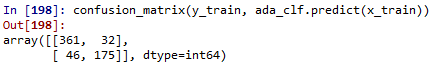 In [198]: confusion_matrix(y_train, ada_clf.predict(x_train))
Out[198]:
array([[361, 32],
[ 46, 175]], dtype=int64)